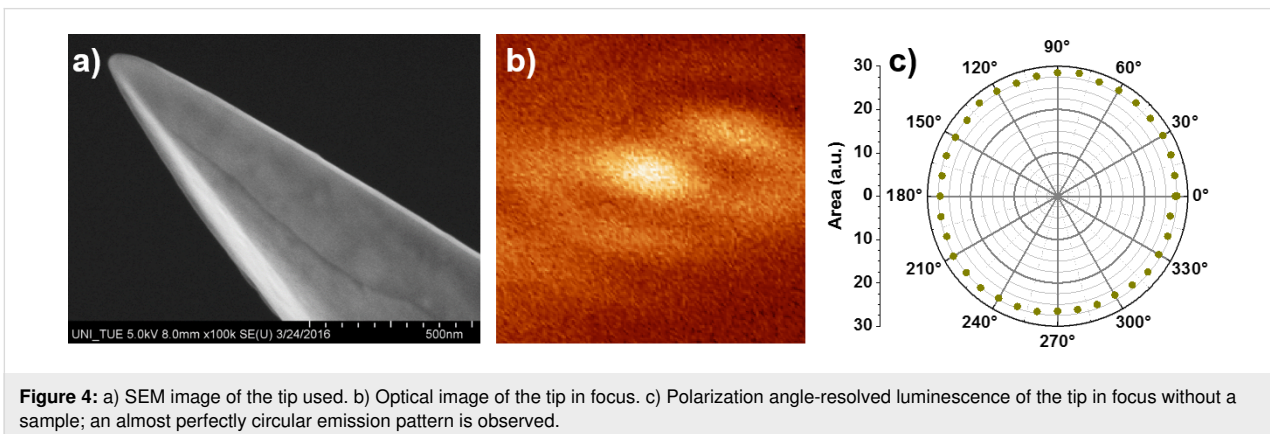 a)
UNI_TUE 5.0kV 8.0mm x100k SE(U) 3/24/2016
500nm
b)
c)
Area (a.u.)
30
20
10
0
10
20
30
90°
120°
60°
150°
30°
180°
0°
210°
330°
240°
300°
270°
Figure 4: a) SEM image of the tip used. b) Optical image of the tip in focus. c) Polarization angle-resolved luminescence of the tip in focus without a
sample; an almost perfectly circular emission pattern is observed.